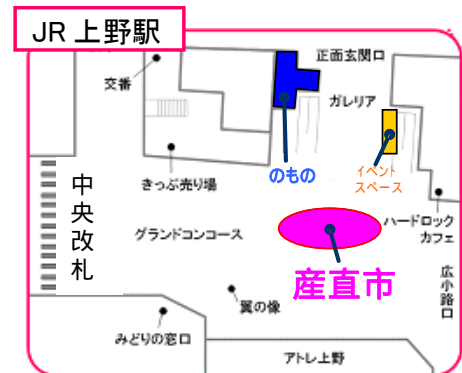 JR 上野駅
正面玄関口
交番
ガレリア
のもの
イベント
スペース
きっぷ売り場
中央改札
グランドコンコース
ハードロック
カフェ
産直市
広小路口
翼の像
みどりの窓口
アトレ上野